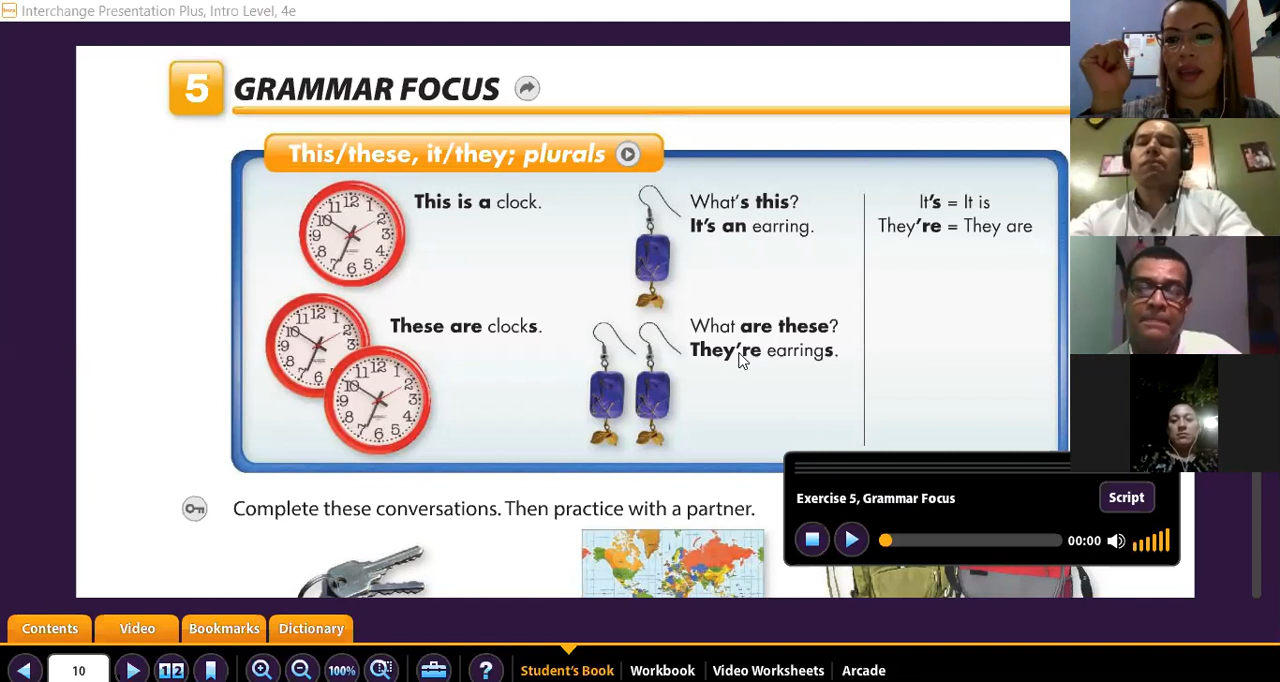 Interchange Presentation Plus, Intro Level, 4e
5 GRAMMAR FOCUS
This/these, it/they; plurals
This is a clock.
These are clocks.
What's this?
It's an earring.
What are these?
They're earrings.
It's = It is
They're = They are
Complete these conversations. Then practice with a partner.
Exercise 5, Grammar Focus
Script
00:00
Contents
Video
Bookmarks
Dictionary
10
1 2
100%
?
Student's Book
Workbook
Video Worksheets
Arcade